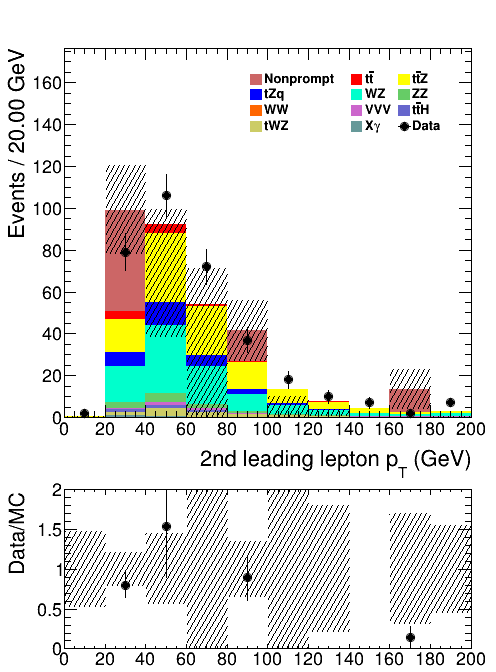 Events / 20.00 GeV
160
140
120
100
80
60
40
20
0
Nonprompt tt̄ tt̄Z
tZq WZ ZZ
WW VVV tt̄H
tWZ Xγ Data
0 20 40 60 80 100 120 140 160 180 200
2nd leading lepton p_T (GeV)
Data/MC
2
1.5
1
0.5
0
0 20 40 60 80 100 120 140 160 180 200